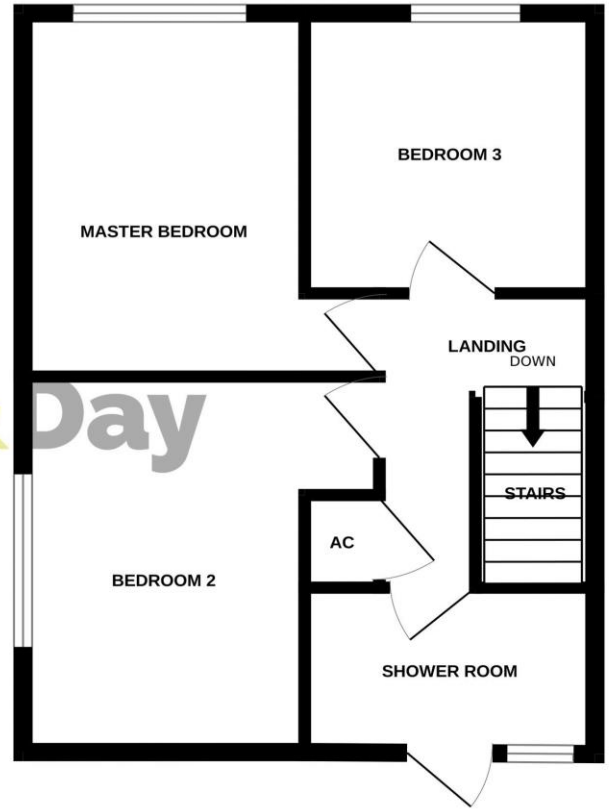 BEDROOM 3
MASTER BEDROOM
LANDING
DOWN
Day
STAIRS
AC
BEDROOM 2
SHOWER ROOM